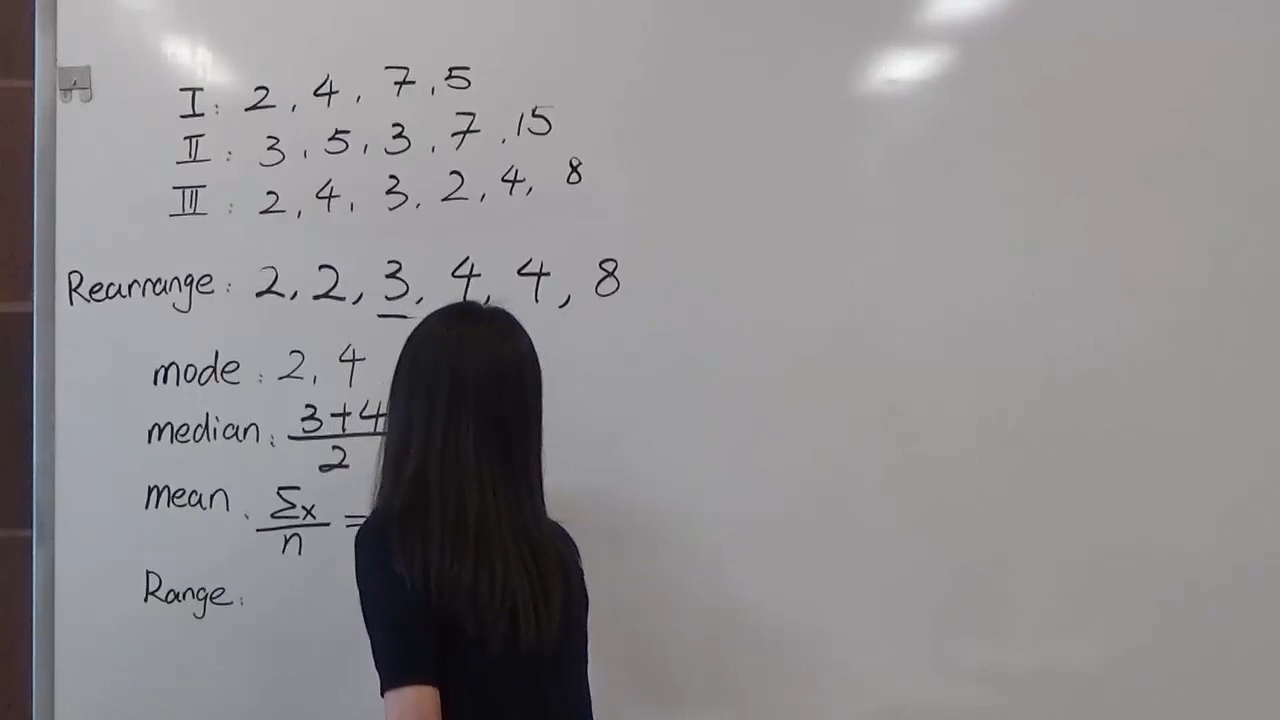 I: 2, 4, 7, 5
II: 3, 5, 3, 7, 15
III: 2, 4, 3, 2, 4, 8
Rearrange: 2, 2, 3, 4, 4, 8
mode: 2, 4
median: 3+4
2
mean. Σx
n =
Range: